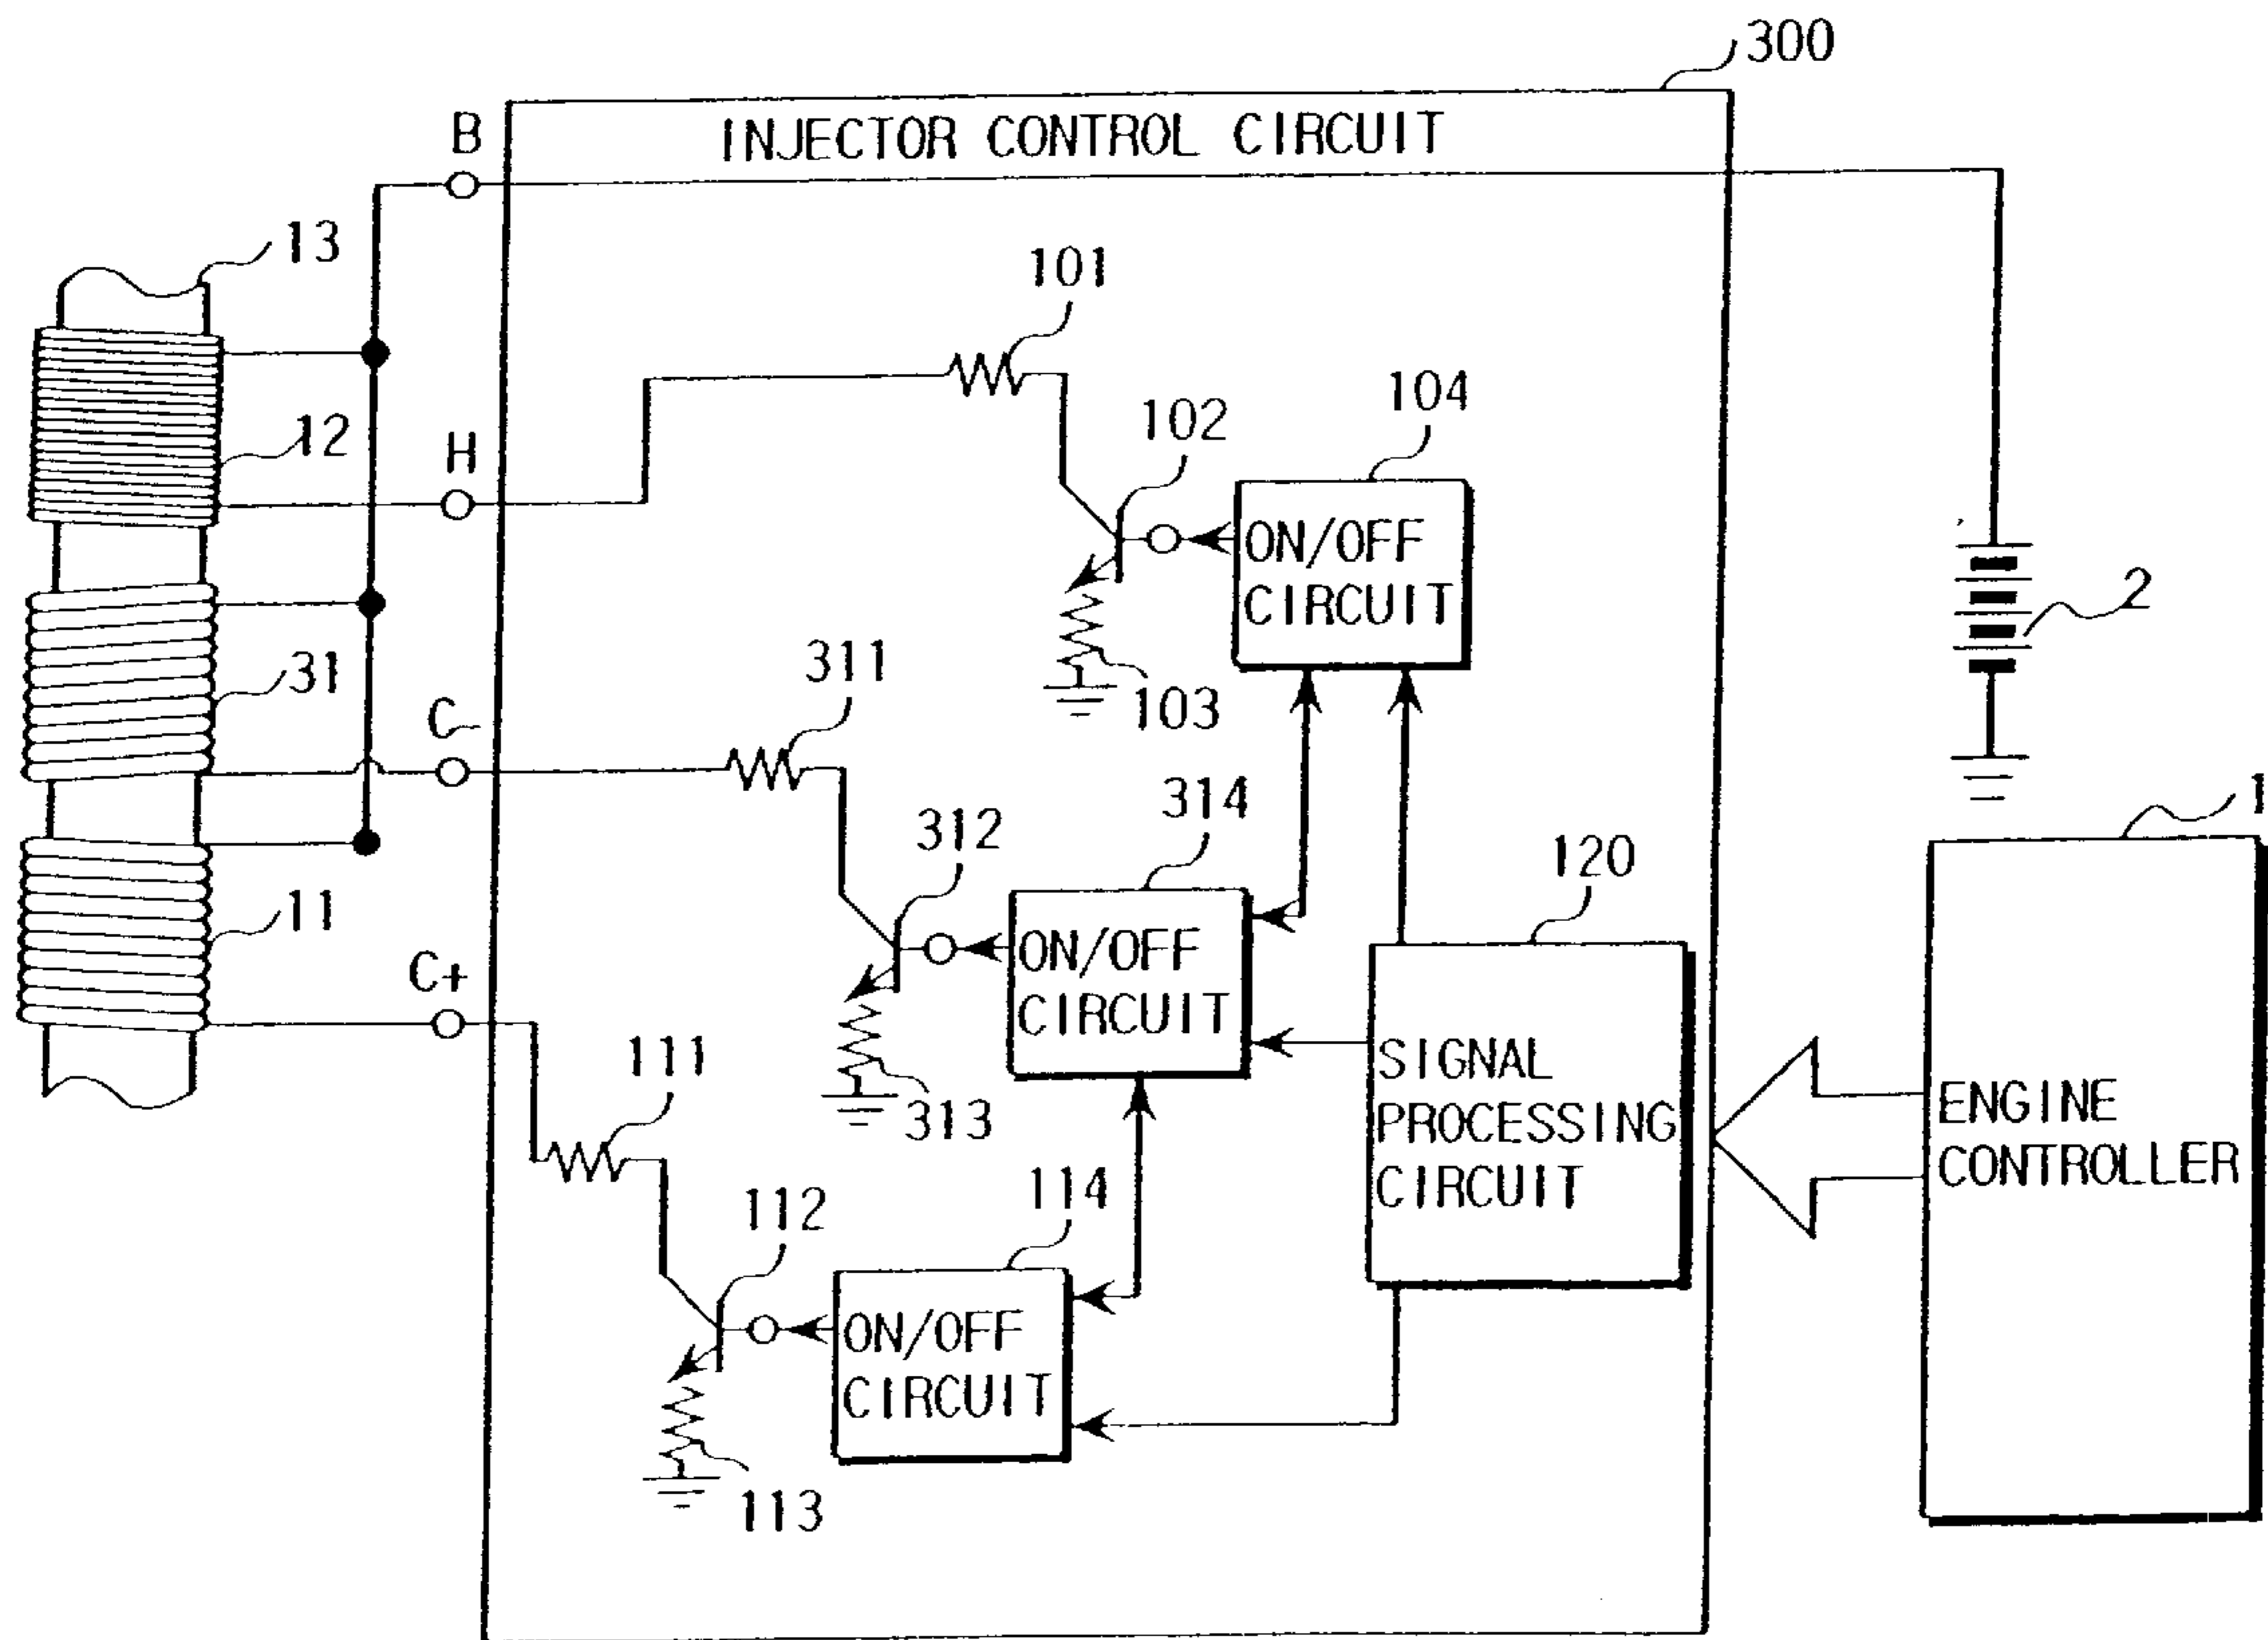 300
B
INJECTOR CONTROL CIRCUIT
13
101
104
102
12
H
ON/OFF
CIRCUIT
2
311
31
103
C-
314
1
312
120
11
ON/OFF
CIRCUIT
C+
111
SIGNAL
PROCESSING
CIRCUIT
ENGINE
CONTROLLER
313
114
112
ON/OFF
CIRCUIT
113